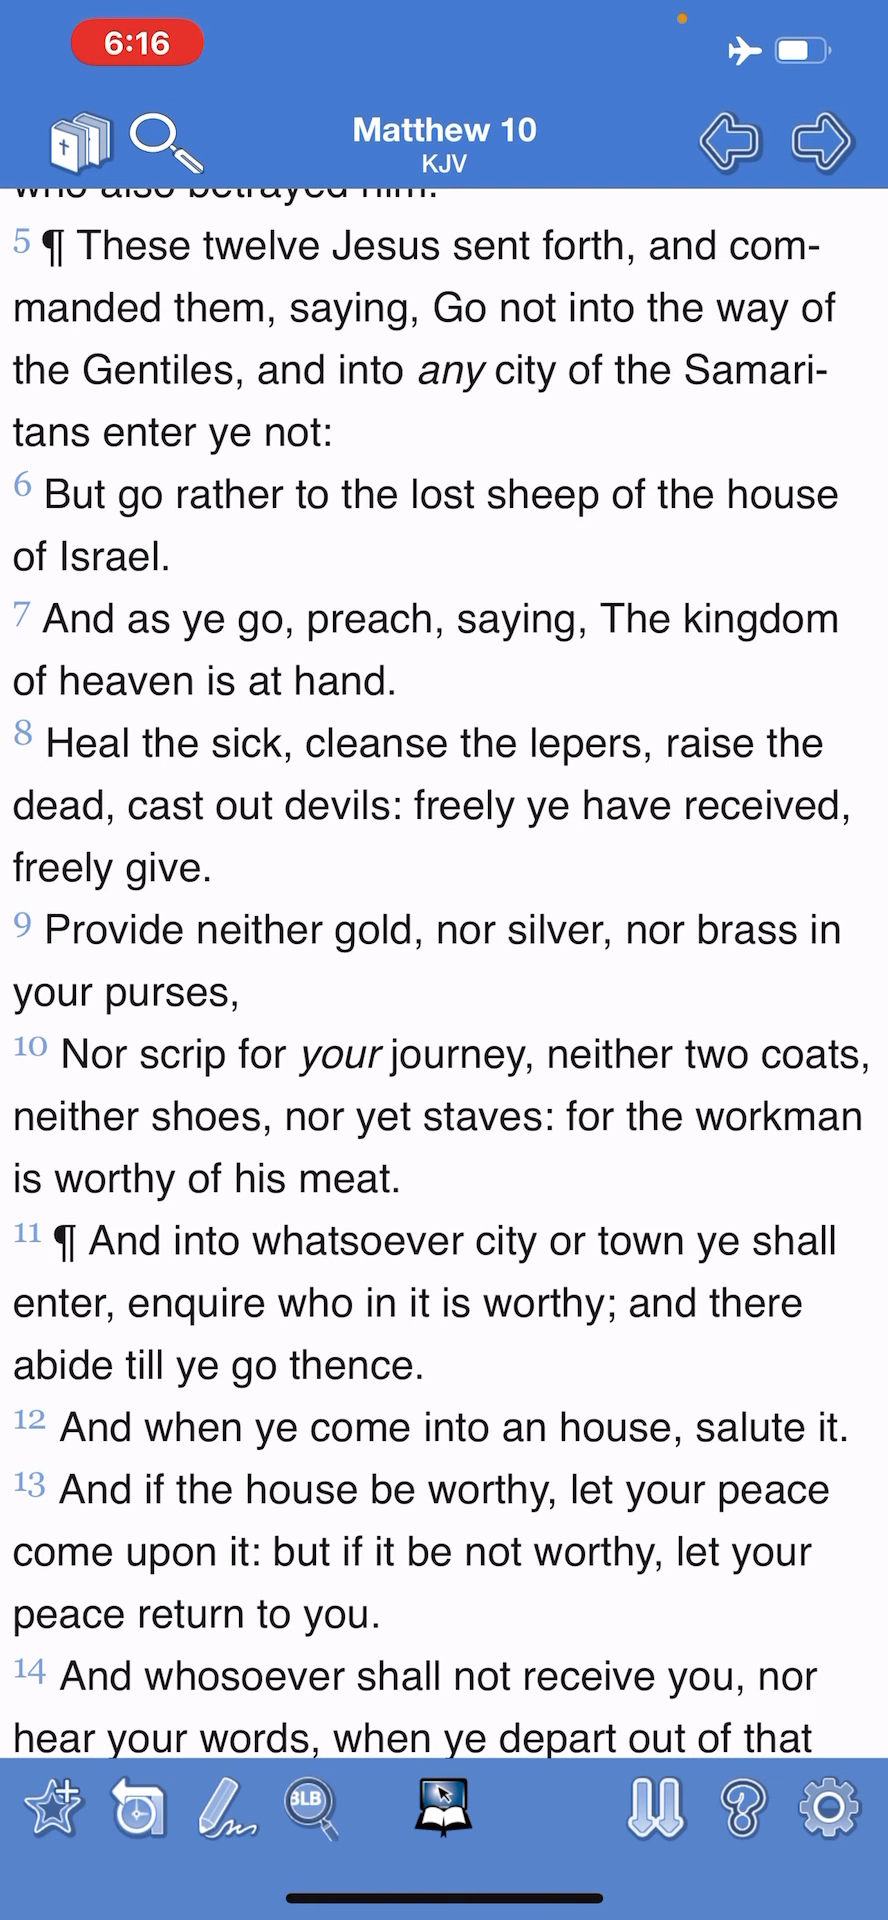 6:16
Matthew 10
KJV
who also betrayed him.
5 ¶ These twelve Jesus sent forth, and com-
manded them, saying, Go not into the way of
the Gentiles, and into any city of the Samari-
tans enter ye not:
6 But go rather to the lost sheep of the house
of Israel.
7 And as ye go, preach, saying, The kingdom
of heaven is at hand.
8 Heal the sick, cleanse the lepers, raise the
dead, cast out devils: freely ye have received,
freely give.
9 Provide neither gold, nor silver, nor brass in
your purses,
10 Nor scrip for your journey, neither two coats,
neither shoes, nor yet staves: for the workman
is worthy of his meat.
11 ¶ And into whatsoever city or town ye shall
enter, enquire who in it is worthy; and there
abide till ye go thence.
12 And when ye come into an house, salute it.
13 And if the house be worthy, let your peace
come upon it: but if it be not worthy, let your
peace return to you.
14 And whosoever shall not receive you, nor
hear your words, when ye depart out of that
BLB